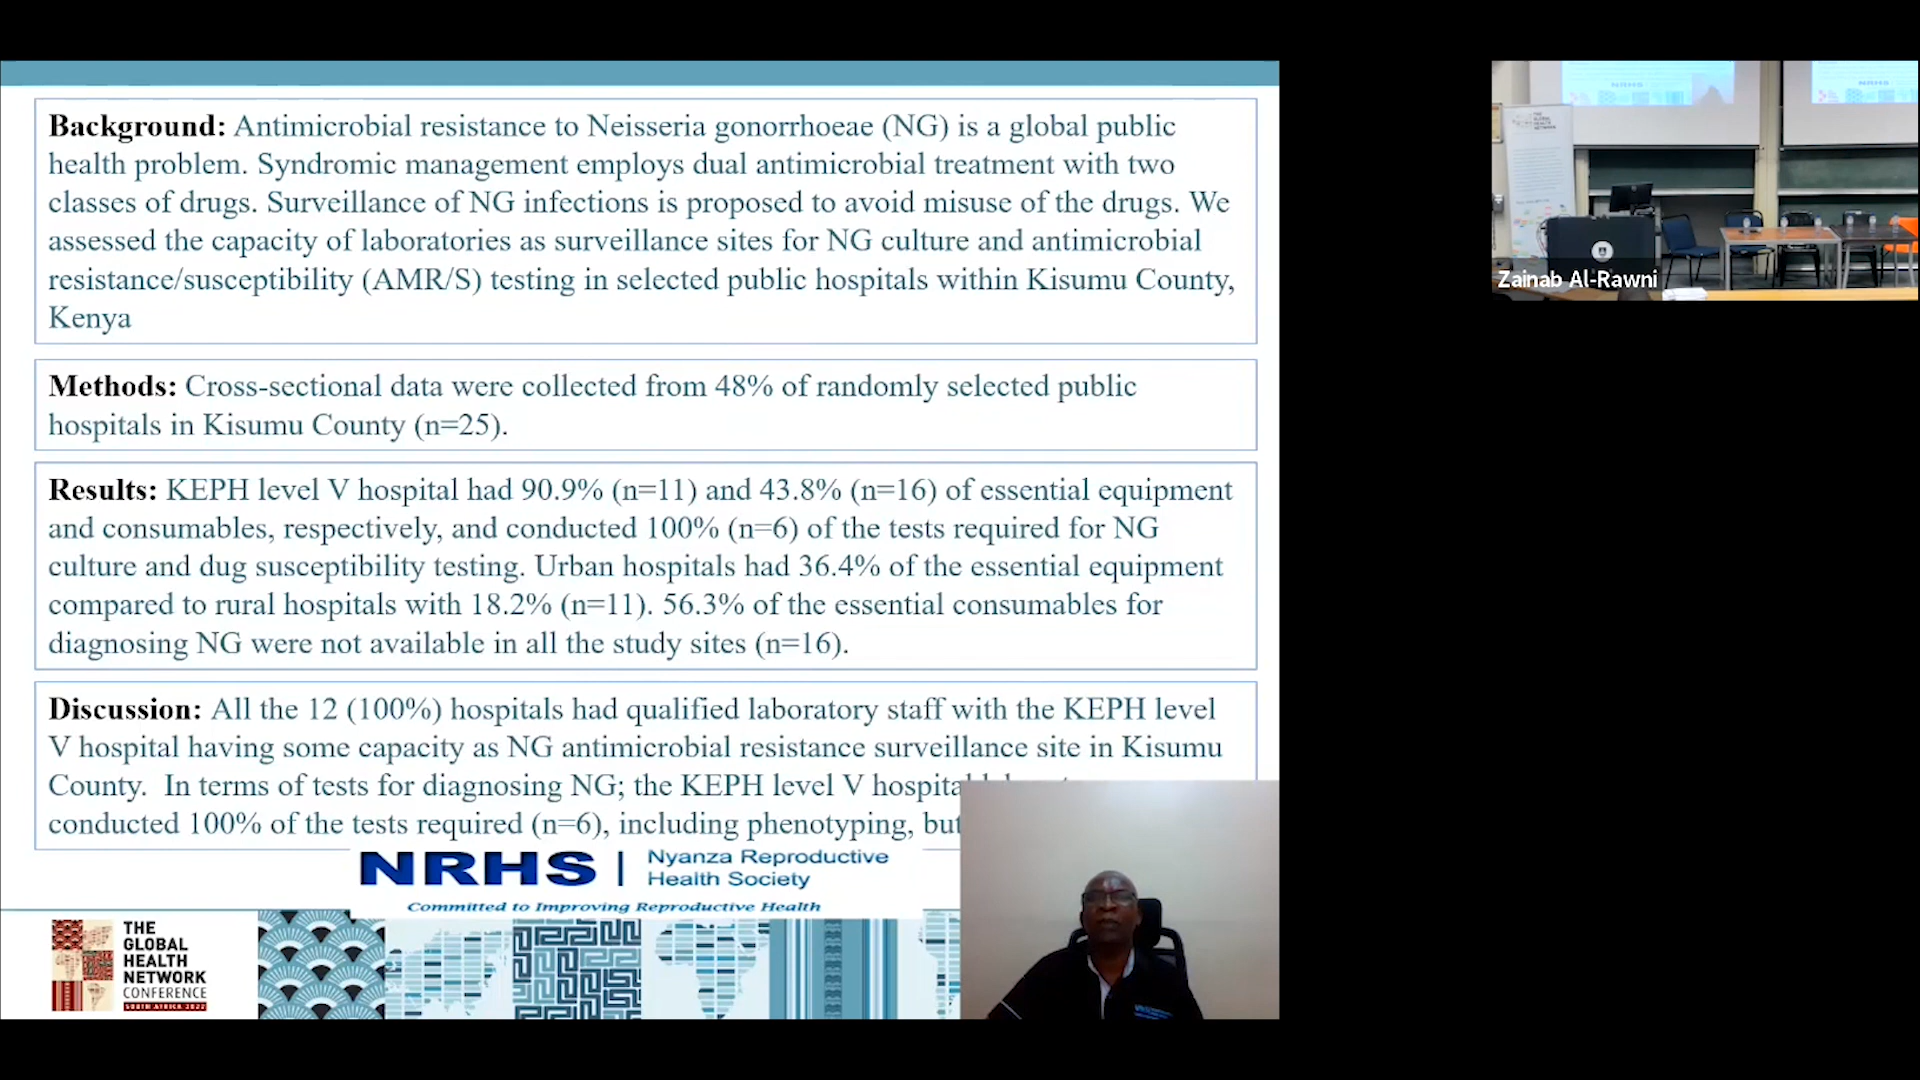 Background: Antimicrobial resistance to Neisseria gonorrhoeae (NG) is a global public
health problem. Syndromic management employs dual antimicrobial treatment with two
classes of drugs. Surveillance of NG infections is proposed to avoid misuse of the drugs. We
assessed the capacity of laboratories as surveillance sites for NG culture and antimicrobial
resistance/susceptibility (AMR/S) testing in selected public hospitals within Kisumu County,
Kenya
Methods: Cross-sectional data were collected from 48% of randomly selected public
hospitals in Kisumu County (n=25).
Results: KEPH level V hospital had 90.9% (n=11) and 43.8% (n=16) of essential equipment
and consumables, respectively, and conducted 100% (n=6) of the tests required for NG
culture and dug susceptibility testing. Urban hospitals had 36.4% of the essential equipment
compared to rural hospitals with 18.2% (n=11). 56.3% of the essential consumables for
diagnosing NG were not available in all the study sites (n=16).
Discussion: All the 12 (100%) hospitals had qualified laboratory staff with the KEPH level
V hospital having some capacity as NG antimicrobial resistance surveillance site in Kisumu
County. In terms of tests for diagnosing NG; the KEPH level V hospital
conducted 100% of the tests required (n=6), including phenotyping, but
NRHS | Nyanza Reproductive
Health Society
Committed to Improving Reproductive Health
THE
GLOBAL
HEALTH
NETWORK
CONFERENCE
SOUTH AFRICA 2022
Zainab Al-Rawni
THE
GLOBAL
HEALTH
NETWORK
NRHS
NRHS